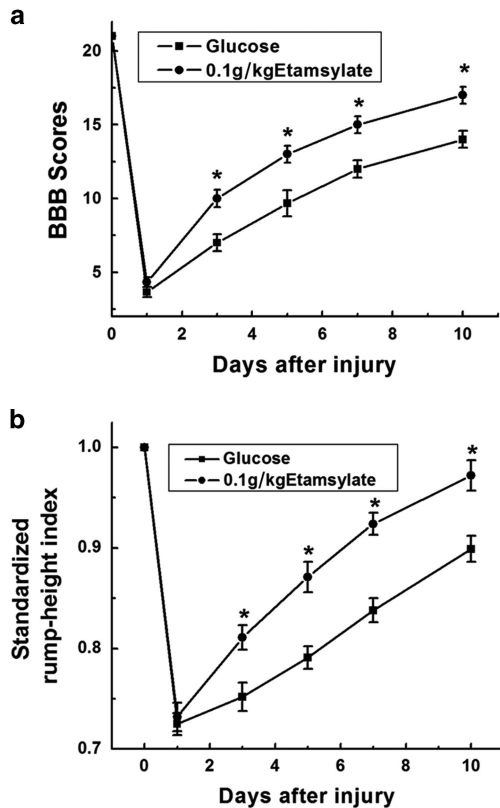 a
Glucose
0.1g/kgEtamsylate
BBB Scores
21
15
10
5
*
*
*
*
0
2
4
6
8
10
Days after injury
b
Glucose
0.1g/kgEtamsylate
Standardized
rump-height index
1.0
0.9
0.8
0.7
*
*
*
*
0
2
4
6
8
10
Days after injury